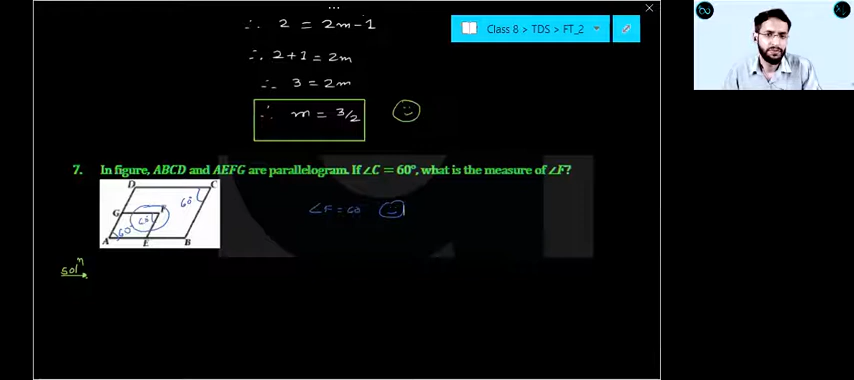 ∴ 2 = 2m-1
Class 8 > TDS > FT_2
∴ 2+1 = 2m
∴ 3 = 2m
∴ m = 3/2
7. In figure, ABCD and AEFG are parallelogram. If ∠C = 60°, what is the measure of ∠F?
D C
60°
G F
60°
60°
A E B
∠F = 60
solⁿ